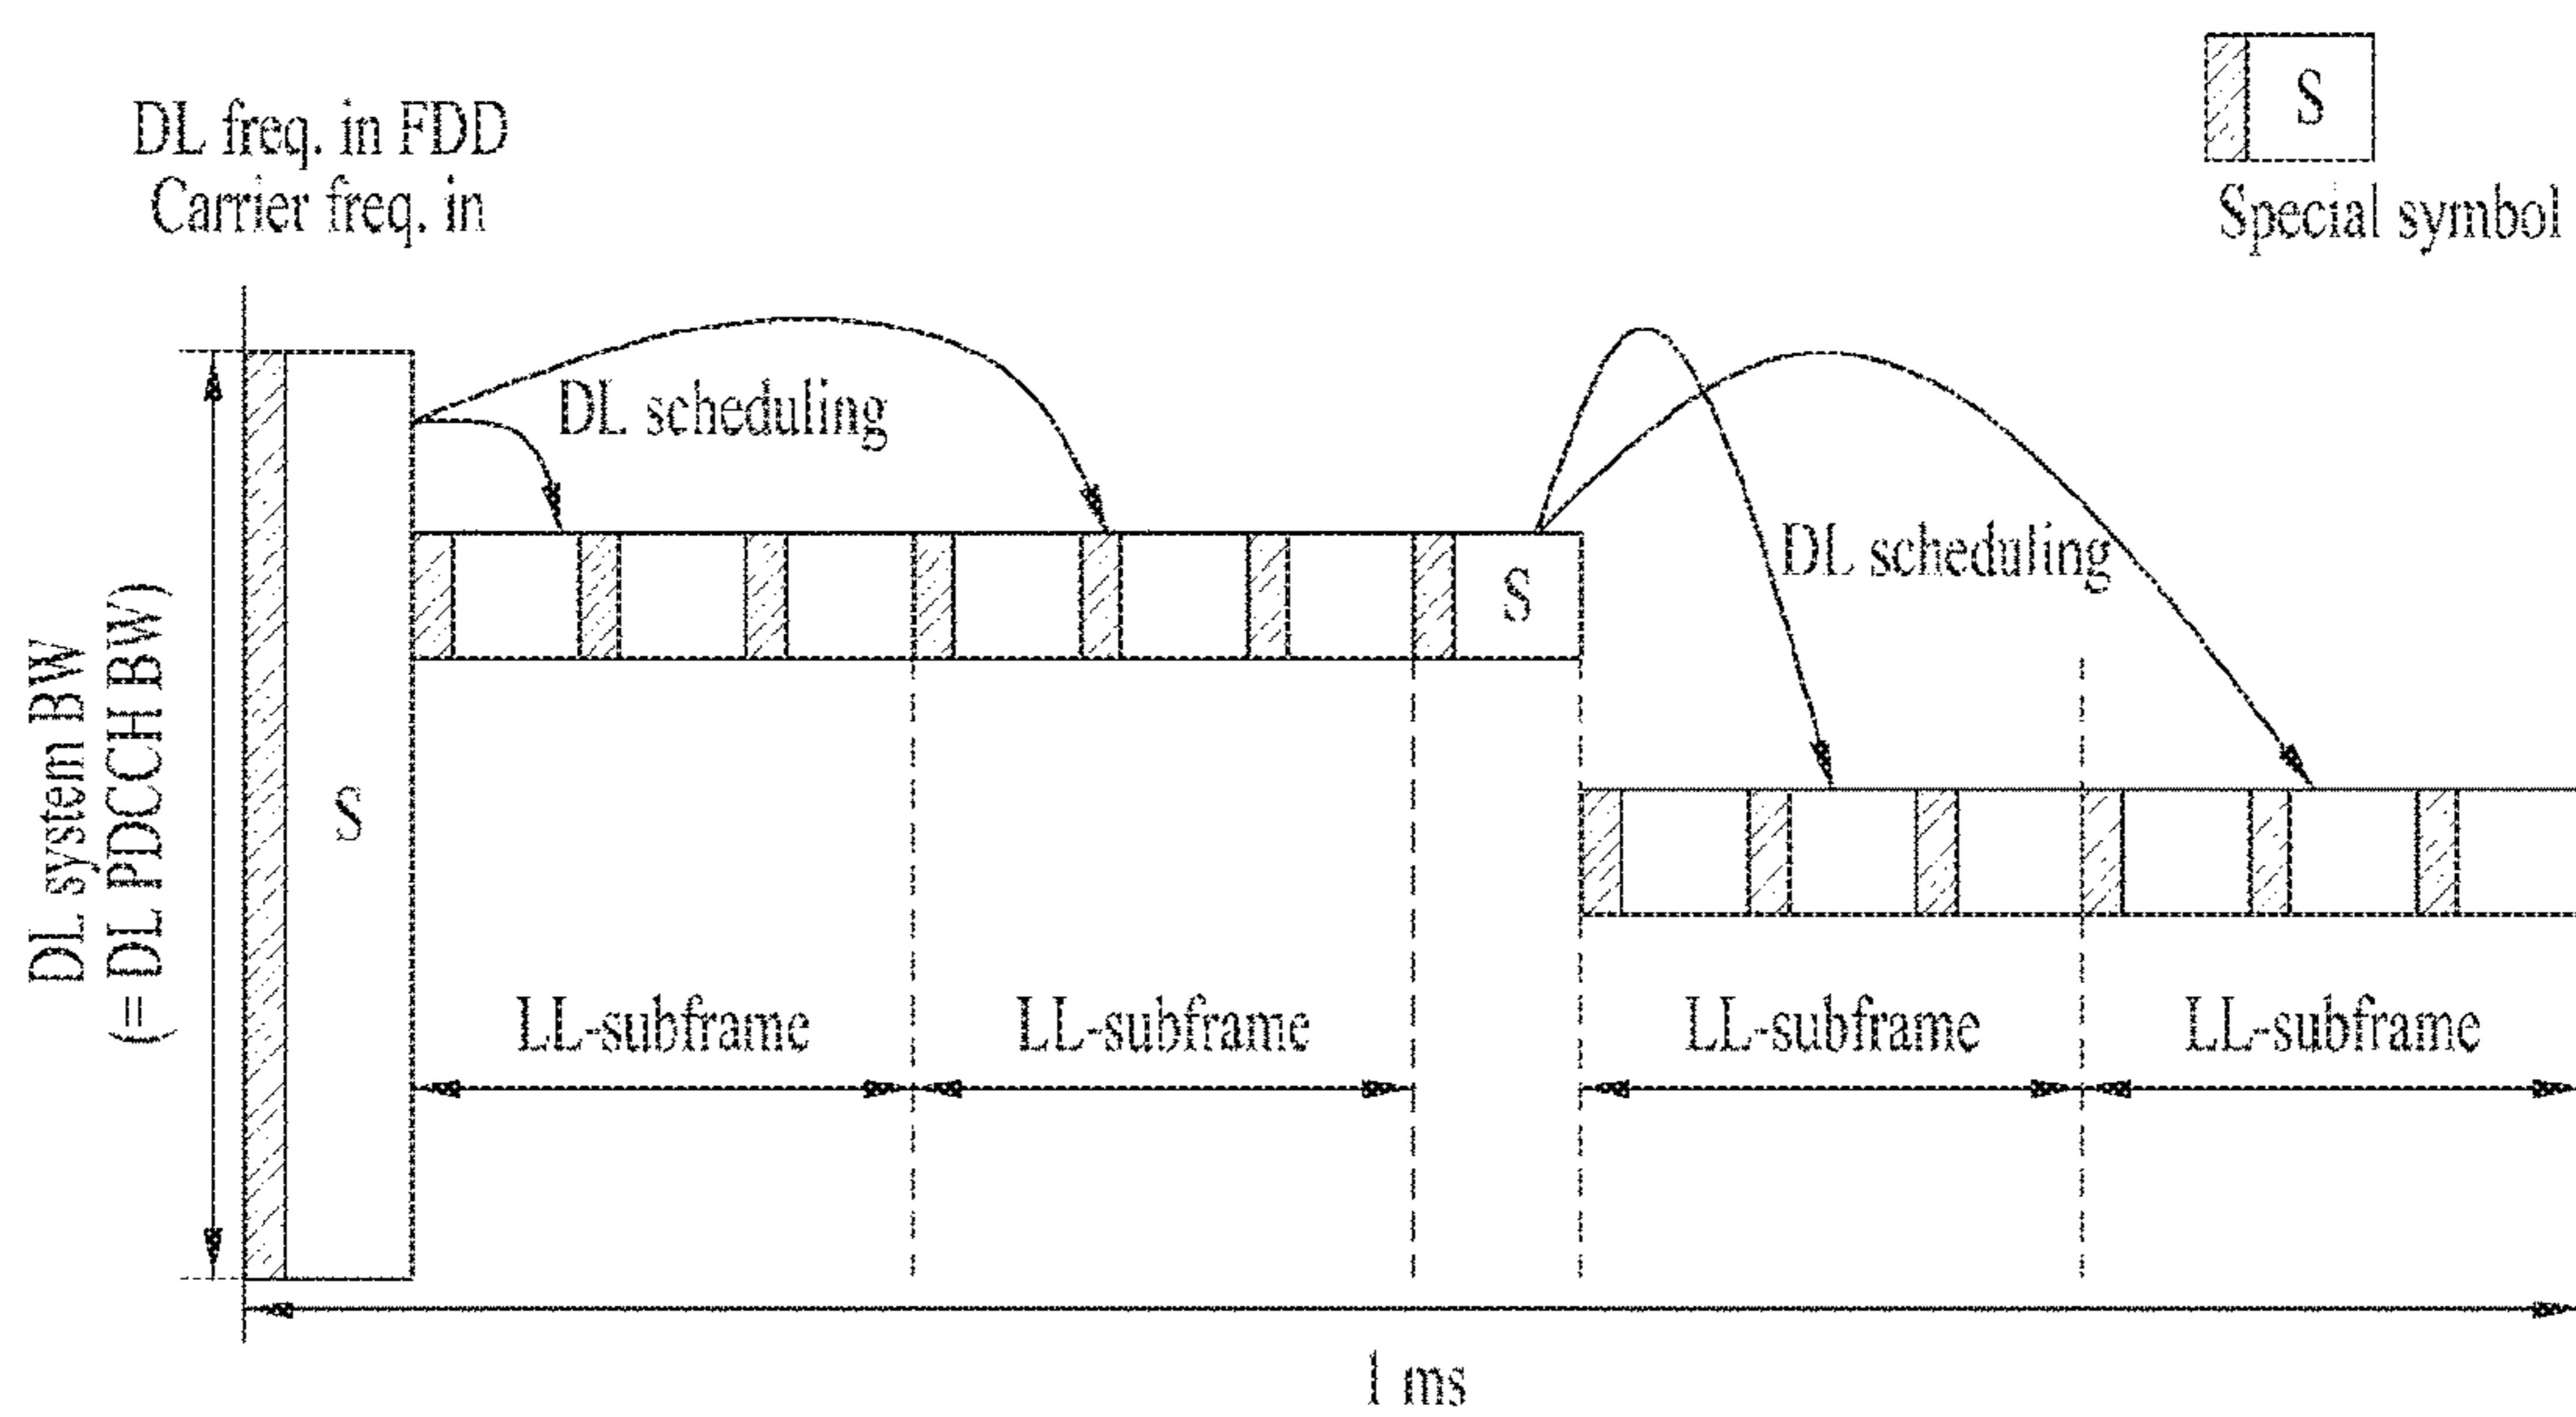 DL freq. in FDD
Carrier freq. in
S
Special symbol
DL scheduling
DL scheduling
S
S
DL system BW
(= DL PDCCH BW)
LL-subframe
LL-subframe
LL-subframe
LL-subframe
1 ms